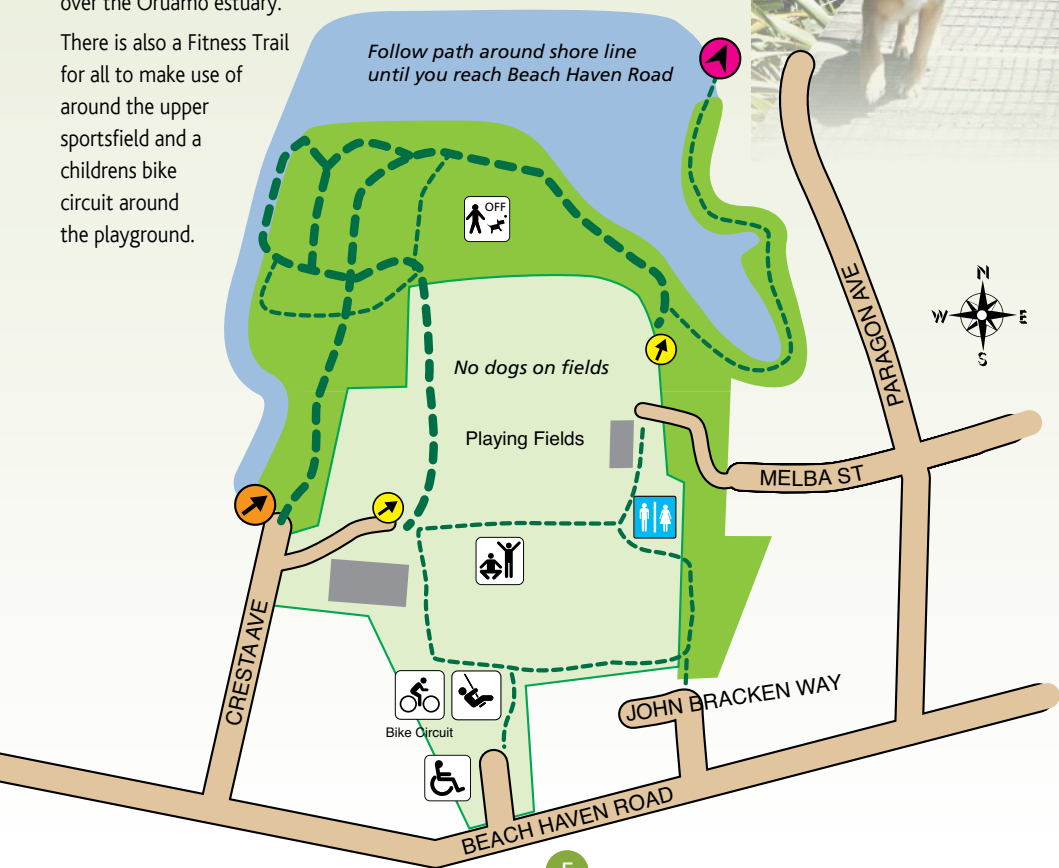 over the Oruamo estuary.
There is also a Fitness Trail
for all to make use of
around the upper
sportsfield and a
childrens bike
circuit around
the playground.
Follow path around shore line
until you reach Beach Haven Road
OFF
N
W
E
S
PARAGON AVE
No dogs on fields
Playing Fields
MELBA ST
CRESTA AVE
Bike Circuit
JOHN BRACKEN WAY
BEACH HAVEN ROAD
5